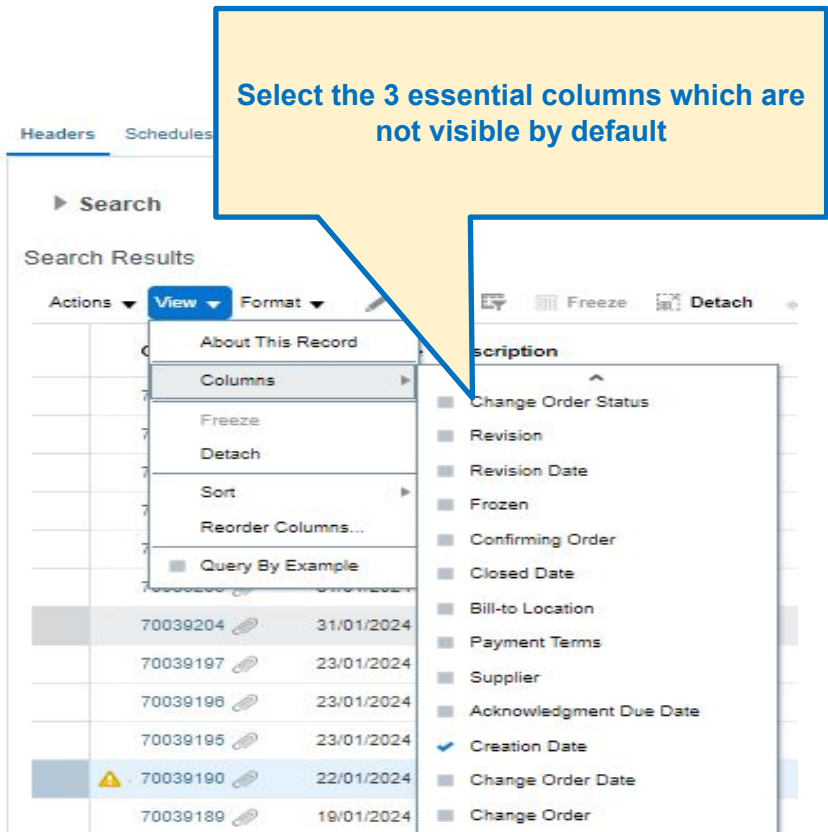 Select the 3 essential columns which are
not visible by default
Headers Schedules
Search
Search Results
Actions View Format Freeze Detach
scription
About This Record
Columns
Freeze
Detach
Sort
Reorder Columns...
Query By Example
Change Order Status
Revision
Revision Date
Frozen
Confirming Order
Closed Date
Bill-to Location
Payment Terms
Supplier
Acknowledgment Due Date
Creation Date
Change Order Date
Change Order
70039204 31/01/2024
70039197 23/01/2024
70039196 23/01/2024
70039195 23/01/2024
70039190 22/01/2024
70039189 19/01/2024